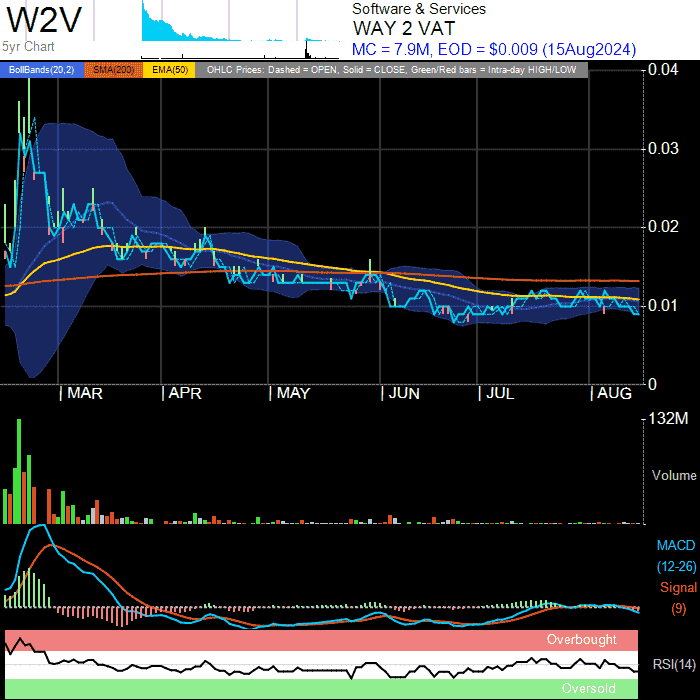 W2V
5yr Chart
Software & Services
WAY 2 VAT
MC = 7.9M, EOD = $0.009 (15Aug2024)
BollBands(20,2) SMA(200) EMA(50) OHLC Prices: Dashed = OPEN, Solid = CLOSE, Green/Red bars = Intra-day HIGH/LOW
0.04
0.03
0.02
0.01
0
MAR APR MAY JUN JUL AUG
132M
Volume
MACD
(12-26)
Signal
(9)
Overbought
RSI(14)
Oversold